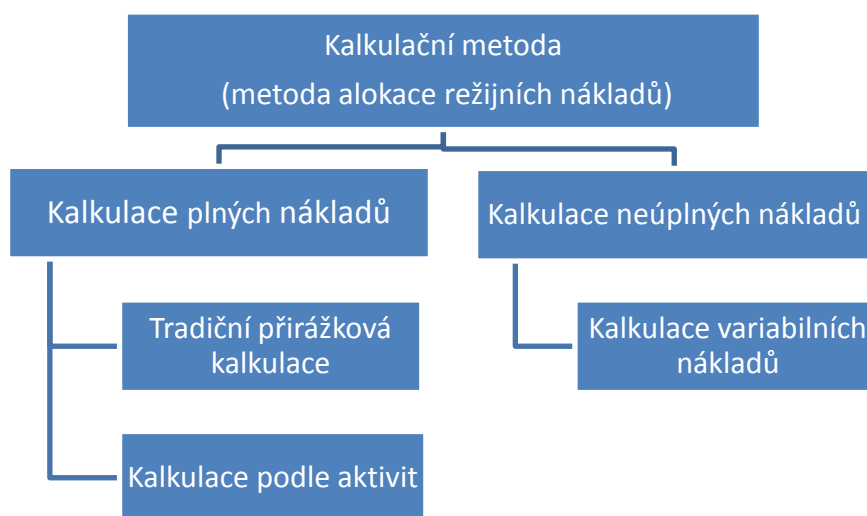 Kalkulační metoda
(metoda alokace režijních nákladů)
Kalkulace plných nákladů
Kalkulace neúplných nákladů
Tradiční přirážková
kalkulace
Kalkulace variabilních
nákladů
Kalkulace podle aktivit